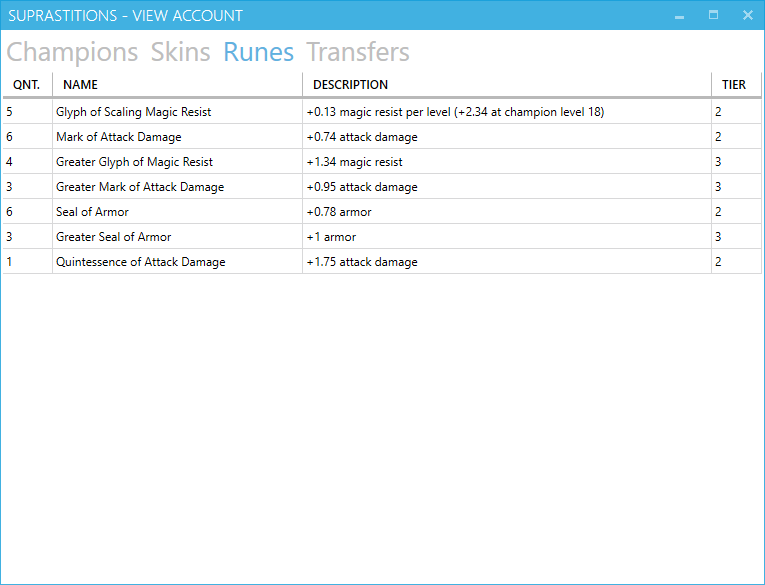 SUPRASTITIONS - VIEW ACCOUNT
Champions Skins Runes Transfers
QNT. NAME DESCRIPTION TIER
5 Glyph of Scaling Magic Resist +0.13 magic resist per level (+2.34 at champion level 18) 2
6 Mark of Attack Damage +0.74 attack damage 2
4 Greater Glyph of Magic Resist +1.34 magic resist 3
3 Greater Mark of Attack Damage +0.95 attack damage 3
6 Seal of Armor +0.78 armor 2
3 Greater Seal of Armor +1 armor 3
1 Quintessence of Attack Damage +1.75 attack damage 2